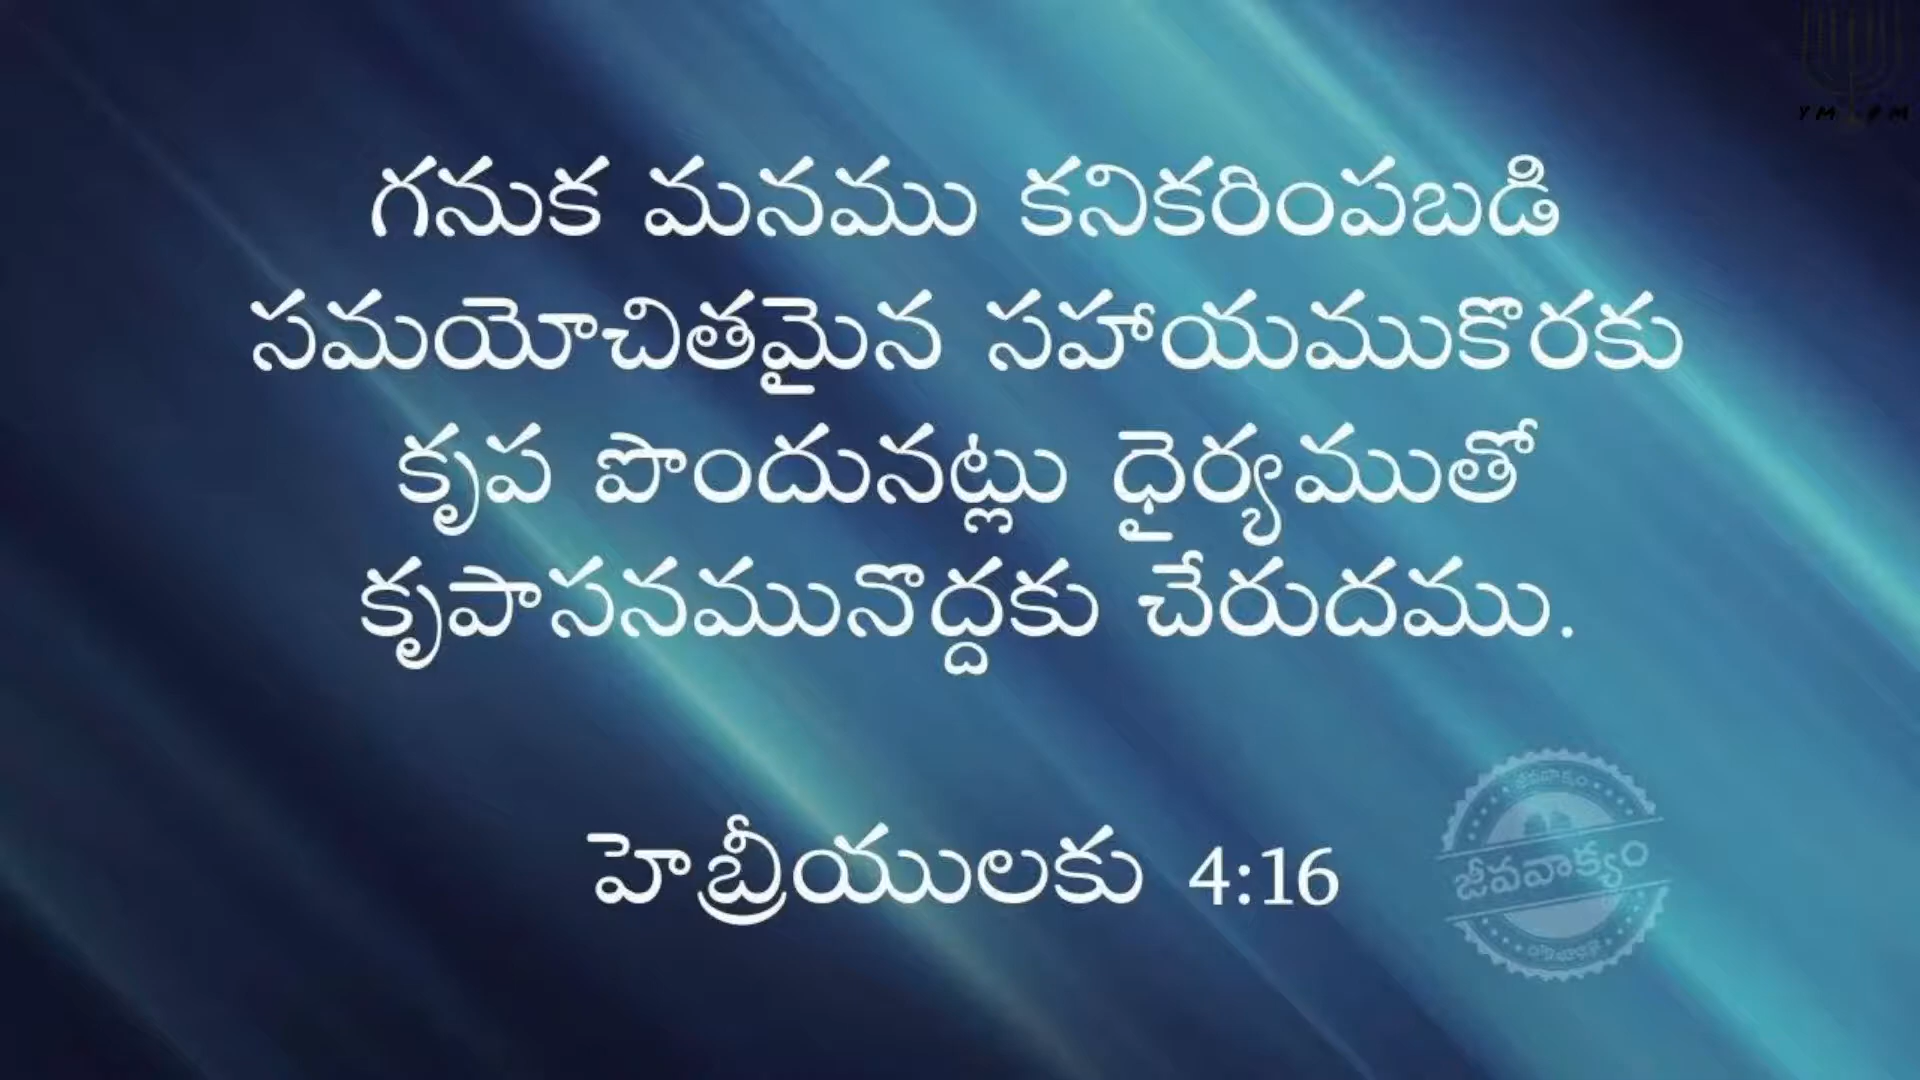 గనుక మనము కనికరింపబడి
సమయోచితమైన సహాయముకొరకు
కృప పొందునట్లు ధైర్యముతో
కృపాసనమునొద్దకు చేరుదము.
హెబ్రీయులకు 4:16
జీవవాక్యం